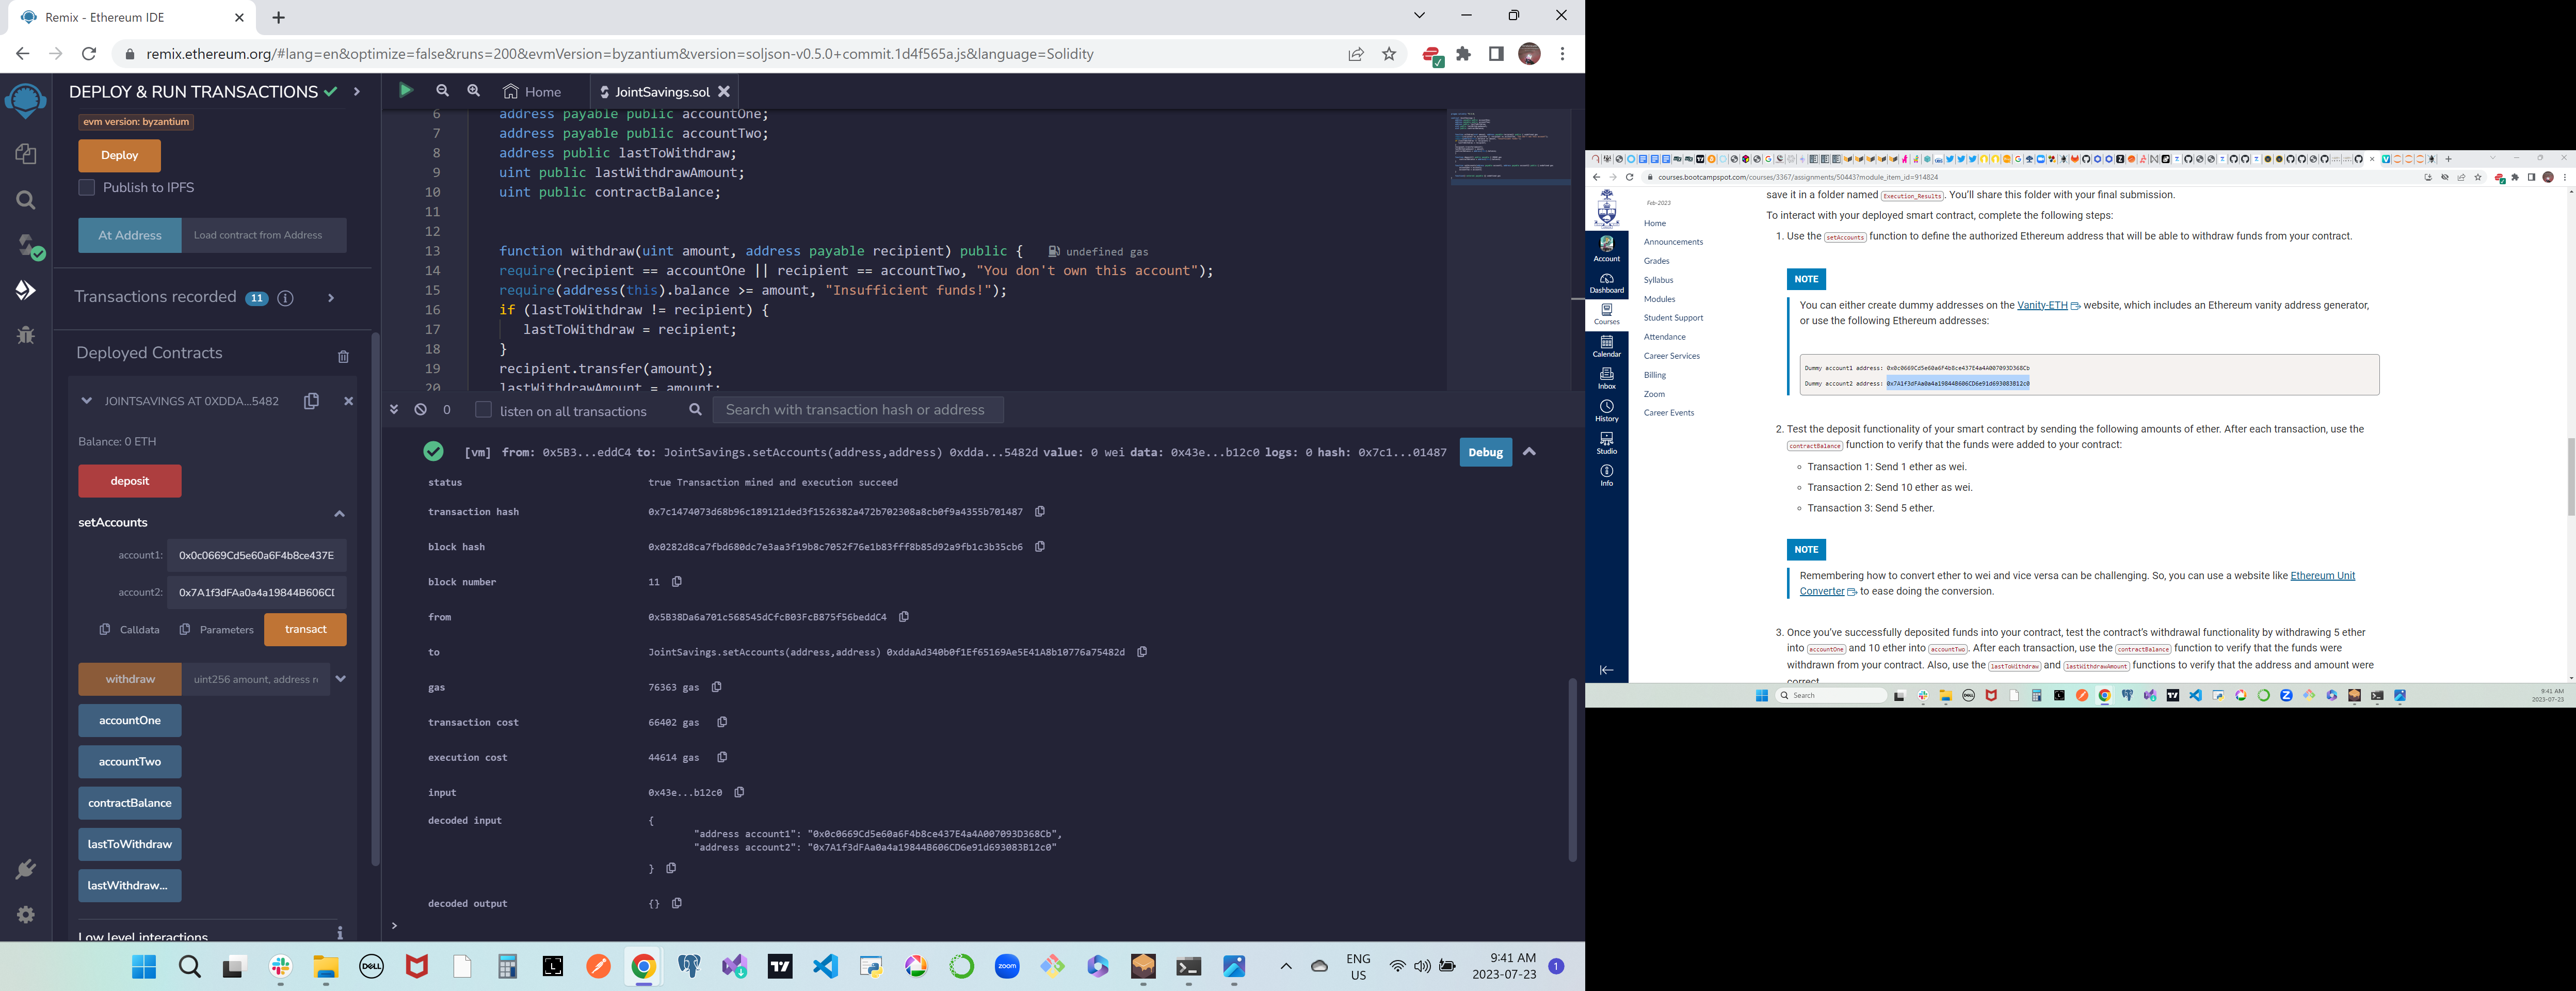 Remix - Ethereum IDE
remix.ethereum.org/#lang=en&optimize=false&runs=200&evmVersion=byzantium&version=soljson-v0.5.0+commit.1d4f565a.js&language=Solidity
DEPLOY & RUN TRANSACTIONS
evm version: byzantium
Deploy
Publish to IPFS
At Address
Load contract from Address
Transactions recorded 11
Deployed Contracts
JOINTSAVINGS AT 0XDDA...5482
Balance: 0 ETH
deposit
setAccounts
account1: 0x0c0669Cd5e60a6F4b8ce437E
account2: 0x7A1f3dFAa0a4a19844B606CD
Calldata
Parameters
transact
withdraw
uint256 amount, address r
accountOne
accountTwo
contractBalance
lastToWithdraw
lastWithdraw...
Low level interactions
Home
JointSavings.sol
6 address payable public accountOne;
7 address payable public accountTwo;
8 address public lastToWithdraw;
9 uint public lastWithdrawAmount;
10 uint public contractBalance;
11
12
13 function withdraw(uint amount, address payable recipient) public { undefined gas
14 require(recipient == accountOne || recipient == accountTwo, "You don't own this account");
15 require(address(this).balance >= amount, "Insufficient funds!");
16 if (lastToWithdraw != recipient) {
17 lastToWithdraw = recipient;
18 }
19 recipient.transfer(amount);
20 lastWithdrawAmount = amount;
0
listen on all transactions
Search with transaction hash or address
[vm] from: 0x5B3...eddC4 to: JointSavings.setAccounts(address,address) 0xdda...5482d value: 0 wei data: 0x43e...b12c0 logs: 0 hash: 0x7c1...01487
Debug
status true Transaction mined and execution succeed
transaction hash 0x7c1474073d68b96c189121ded3f1526382a472b702308a8cb0f9a4355b701487
block hash 0x0282d8ca7fbd680dc7e3aa3f19b8c7052f76e1b83fff8b85d92a9fb1c3b35cb6
block number 11
from 0x5B38Da6a701c568545dCfcB03FcB875f56beddC4
to JointSavings.setAccounts(address,address) 0xddaAd340b0f1Ef65169Ae5E41A8b10776a75482d
gas 76363 gas
transaction cost 66402 gas
execution cost 44614 gas
input 0x43e...b12c0
decoded input {
"address account1": "0x0c0669Cd5e60a6F4b8ce437E4a4A007093D368Cb",
"address account2": "0x7A1f3dFAa0a4a19844B606CD6e91d693083B12c0"
}
decoded output {}
>
ENG
US
9:41 AM
2023-07-23
1
courses.bootcampspot.com/courses/3367/assignments/50443?module_item_id=914824
Account
Dashboard
Courses
Calendar
Inbox
History
Studio
Info
Feb-2023
Home
Announcements
Grades
Syllabus
Modules
Student Support
Attendance
Career Services
Billing
Zoom
Career Events
save it in a folder named Execution_Results. You'll share this folder with your final submission.
To interact with your deployed smart contract, complete the following steps:
1. Use the setAccounts function to define the authorized Ethereum address that will be able to withdraw funds from your contract.
NOTE
You can either create dummy addresses on the Vanity-ETH website, which includes an Ethereum vanity address generator,
or use the following Ethereum addresses:
Dummy account1 address: 0x0c0669Cd5e60a6F4b8ce437E4a4A007093D368Cb
Dummy account2 address: 0x7A1f3dFAa0a4a19844B606CD6e91d693083B12c0
2. Test the deposit functionality of your smart contract by sending the following amounts of ether. After each transaction, use the
contractBalance function to verify that the funds were added to your contract:
Transaction 1: Send 1 ether as wei.
Transaction 2: Send 10 ether as wei.
Transaction 3: Send 5 ether.
NOTE
Remembering how to convert ether to wei and vice versa can be challenging. So, you can use a website like Ethereum Unit
Converter to ease doing the conversion.
3. Once you've successfully deposited funds into your contract, test the contract's withdrawal functionality by withdrawing 5 ether
into accountOne and 10 ether into accountTwo. After each transaction, use the contractBalance function to verify that the funds were
withdrawn from your contract. Also, use the lastToWithdraw and lastWithdrawAmount functions to verify that the address and amount were
correct.
Search
9:41 AM
2023-07-23